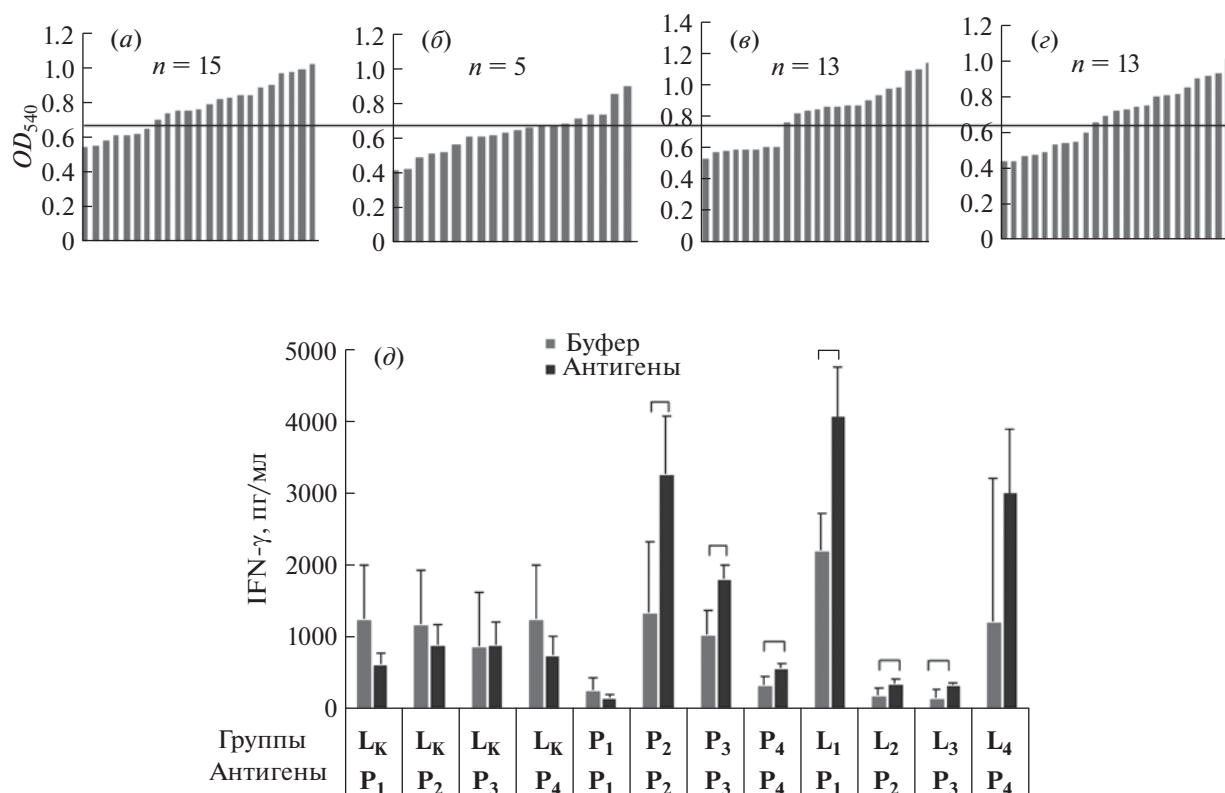 (а) (б) (в) (г)
n = 15 n = 5 n = 13 n = 13
OD540
1.2 1.0 0.8 0.6 0.4 0.2 0
1.2 1.0 0.8 0.6 0.4 0.2 0
1.4 1.2 1.0 0.8 0.6 0.4 0.2 0
1.2 1.0 0.8 0.6 0.4 0.2 0
(д)
Буфер
Антигены
IFN-γ, пг/мл
5000
4000
3000
2000
1000
0
Группы LК LК LК LК P1 P2 P3 P4 L1 L2 L3 L4
Антигены P1 P2 P3 P4 P1 P2 P3 P4 P1 P2 P3 P4